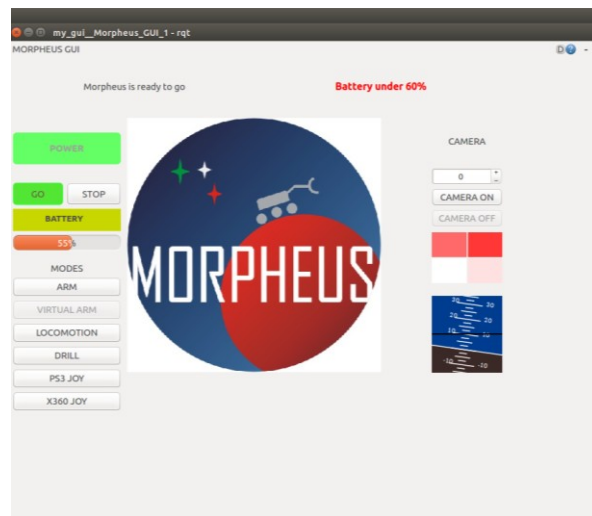 my_gui__Morpheus_GUI_1 - rqt
MORPHEUS GUI
D
-
Morpheus is ready to go
Battery under 60%
POWER
GO
STOP
BATTERY
55%
MODES
ARM
VIRTUAL ARM
LOCOMOTION
DRILL
PS3 JOY
X360 JOY
MORPHEUS
CAMERA
0
CAMERA ON
CAMERA OFF
30 30
20 20
10
-10 -10